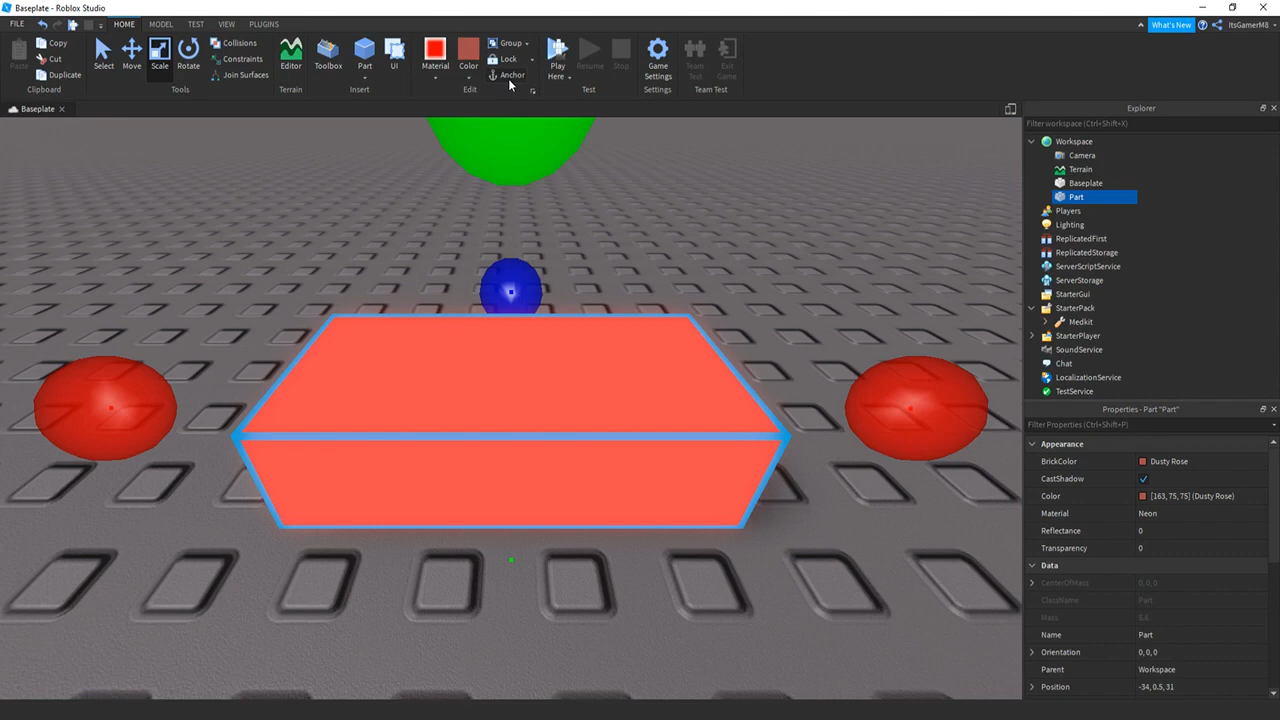 Baseplate - Roblox Studio
FILE HOME MODEL TEST VIEW PLUGINS What's New ItsGamerM8
Paste Copy Cut Duplicate Clipboard
Select Move Scale Rotate Collisions Constraints Join Surfaces Tools
Editor Terrain
Toolbox Part UI Insert
Material Color Group Lock Anchor Edit
Play Here Resume Stop Test
Game Settings Settings
Team Test Exit Game Team Test
Baseplate
Explorer
Filter workspace (Ctrl+Shift+X)
Workspace
Camera
Terrain
Baseplate
Part
Players
Lighting
ReplicatedFirst
ReplicatedStorage
ServerScriptService
ServerStorage
StarterGui
StarterPack
Medkit
StarterPlayer
SoundService
Chat
LocalizationService
TestService
Properties - Part "Part"
Filter Properties (Ctrl+Shift+P)
Appearance
BrickColor Dusty Rose
CastShadow
Color [163, 75, 75] (Dusty Rose)
Material Neon
Reflectance 0
Transparency 0
Data
CenterOfMass 0, 0, 0
ClassName Part
Mass 5.6
Name Part
Orientation 0, 0, 0
Parent Workspace
Position -34, 0.5, 31